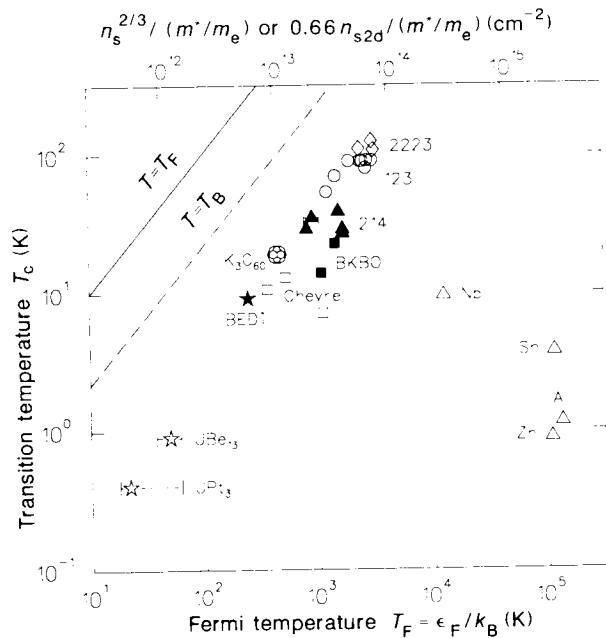 n_s^{2/3}/(m*/m_e) or 0.66 n_{s2d}/(m*/m_e) (cm^{-2})
10^{12} 10^{13} 10^{14} 10^{15}
Transition temperature T_c (K)
10^2
10^1
10^0
10^{-1}
T=T_F
T=T_B
2223
123
214
K_3C_{60}
BKBO
Chevre
BEDT
Nb
Sn
A
Zn
UBe_{13}
UPt_3
10^1 10^2 10^3 10^4 10^5
Fermi temperature T_F = ϵ_F/k_B (K)